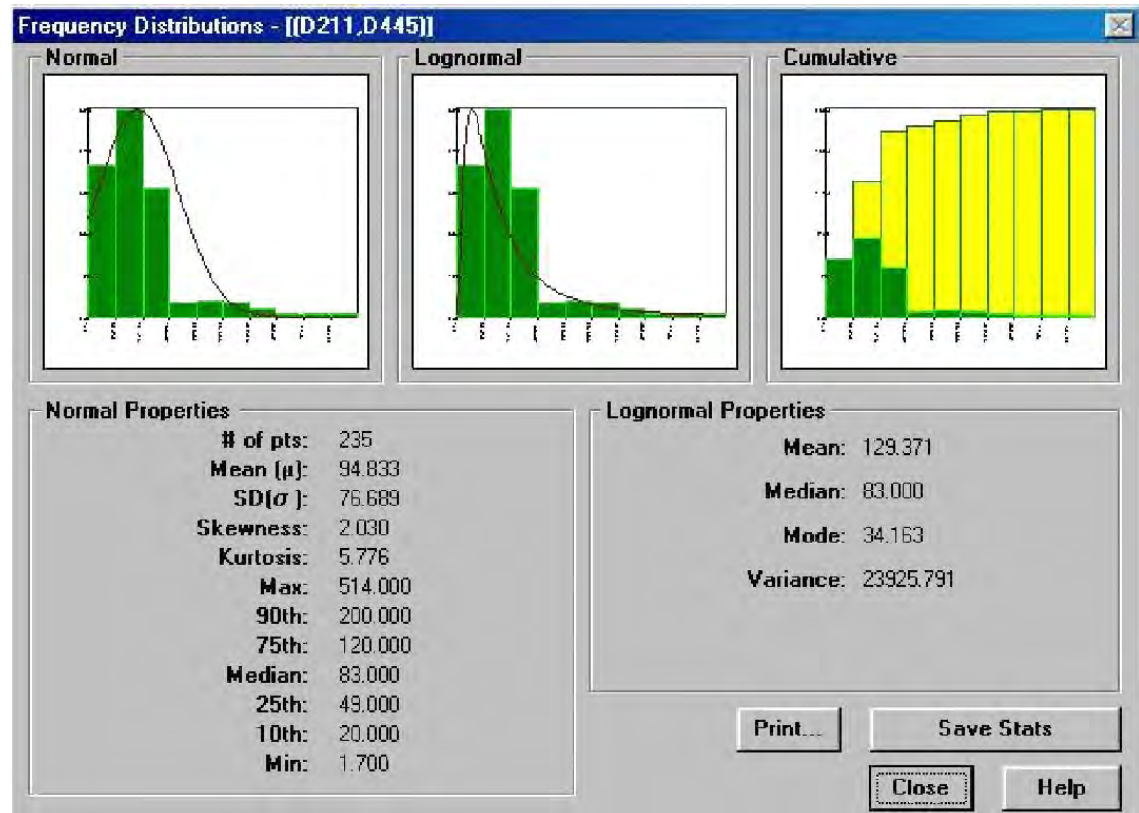 Frequency Distributions - [[D211,D445]]
Normal
Lognormal
Cumulative
Normal Properties
# of pts: 235
Mean (μ): 94.833
SD(σ ): 76.689
Skewness: 2.030
Kurtosis: 5.776
Max: 514.000
90th: 200.000
75th: 120.000
Median: 83.000
25th: 49.000
10th: 20.000
Min: 1.700
Lognormal Properties
Mean: 129.371
Median: 83.000
Mode: 34.163
Variance: 23925.791
Print...
Save Stats
Close
Help